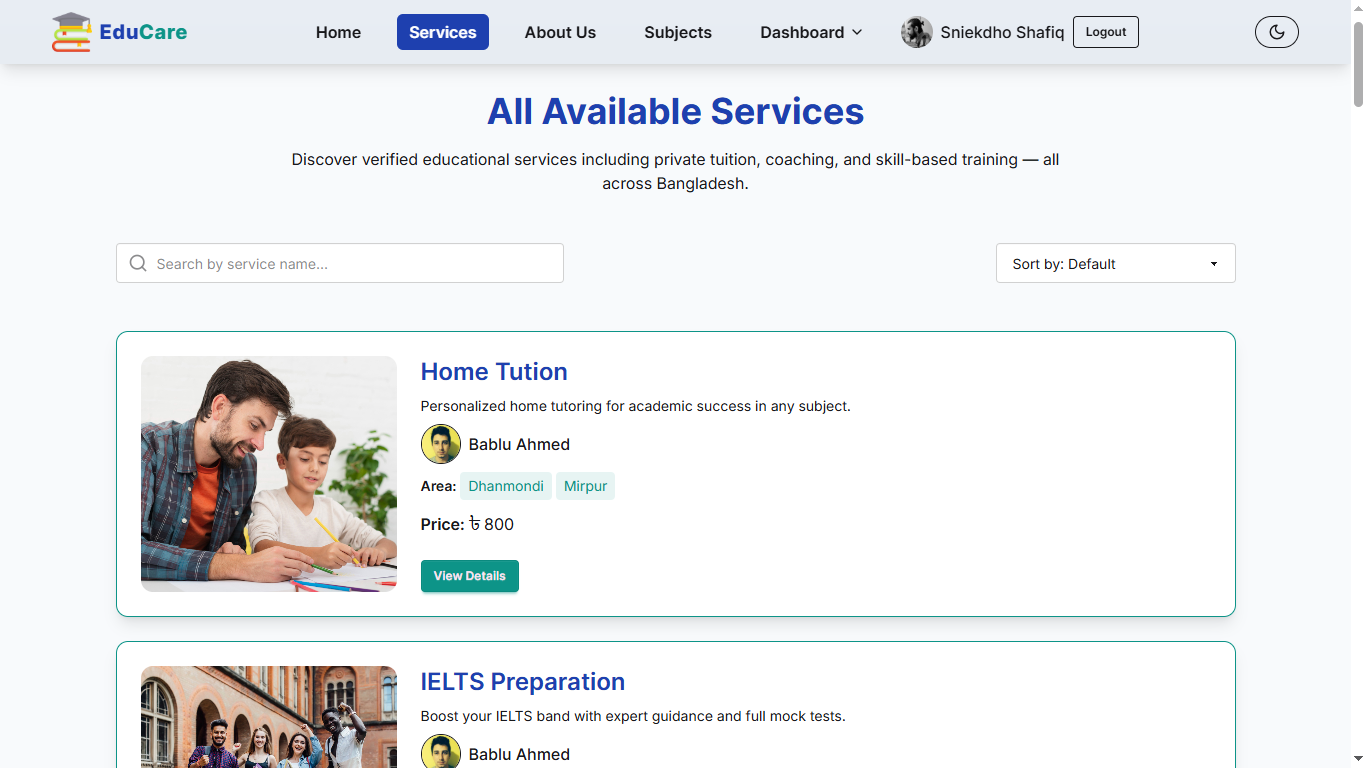 EduCare
Home
Services
About Us
Subjects
Dashboard
Sniekdho Shafiq
Logout
All Available Services
Discover verified educational services including private tuition, coaching, and skill-based training — all
across Bangladesh.
Search by service name...
Sort by: Default
Home Tution
Personalized home tutoring for academic success in any subject.
Bablu Ahmed
Area: Dhanmondi Mirpur
Price: ৳ 800
View Details
IELTS Preparation
Boost your IELTS band with expert guidance and full mock tests.
Bablu Ahmed